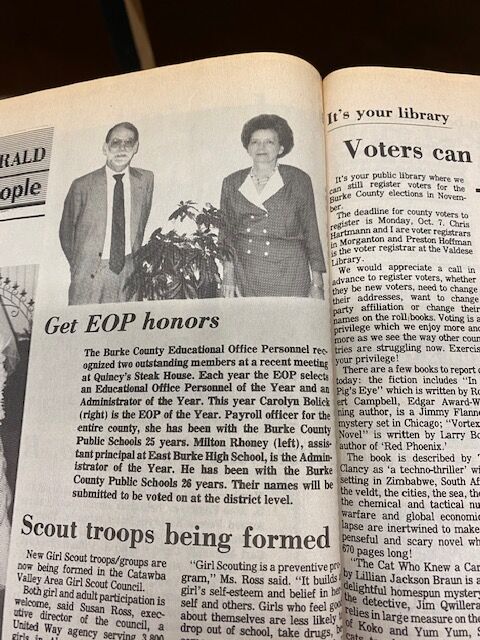 RALD
ople
Get EOP honors
The Burke County Educational Office Personnel rec-
ognized two outstanding members at a recent meeting
at Quincy's Steak House. Each year the EOP selects
an Educational Office Personnel of the Year and an
Administrator of the Year. This year Carolyn Bolick
(right) is the EOP of the Year. Payroll officer for the
entire county, she has been with the Burke County
Public Schools 25 years. Milton Rhoney (left), assis-
tant principal at East Burke High School, is the Admin-
istrator of the Year. He has been with the Burke
County Public Schools 26 years. Their names will be
submitted to be voted on at the district level.
Scout troops being formed
New Girl Scout troops/groups are
now being formed in the Catawba
Valley Area Girl Scout Council.
Both girl and adult participation is
welcome, said Susan Ross, exec-
utive director of the council, a
United Way agency serving 3,800
girls in
"Girl Scouting is a preventive pro
gram," Ms. Ross said. "It builds
girl's self-esteem and belief in her
self and others. Girls who feel go
about themselves are less likely
drop out of school, take drugs,
It's your library
Voters can
It's your public library where we
can still register voters for the
Burke County elections in Novem-
ber.
The deadline for county voters to
register is Monday, Oct. 7. Chris
Hartmann and I are voter registrars
in Morganton and Preston Hoffman
is the voter registrar at the Valdese
Library.
We would appreciate a call in
advance to register voters, whether
they be new voters, need to change
their addresses, want to change
party affiliation or change their
names on the roll books. Voting is a
privilege which we enjoy more and
more as we see the way other coun
tries are struggling now. Exercis
your privilege!
There are a few books to report o
today: the fiction includes "In
Pig's Eye" which is written by Ro
ert Campbell, Edgar Award-W
ning author, is a Jimmy Flann
mystery set in Chicago; "Vortex
Novel" is written by Larry Bo
author of 'Red Phoenix.'
The book is described by T
Clancy as 'a techno-thriller' wi
setting in Zimbabwe, South Af
the veldt, the cities, the sea, the
the chemical and tactical nu
warfare and global economic
lapse are inertwined to make
penseful and scary novel wh
670 pages long!
"The Cat Who Knew a Car
by Lillian Jackson Braun is a
delightful homespun mystery
the detective, Jim Qwillera
relies in large measure on th
of Koko and Yum Yum, S